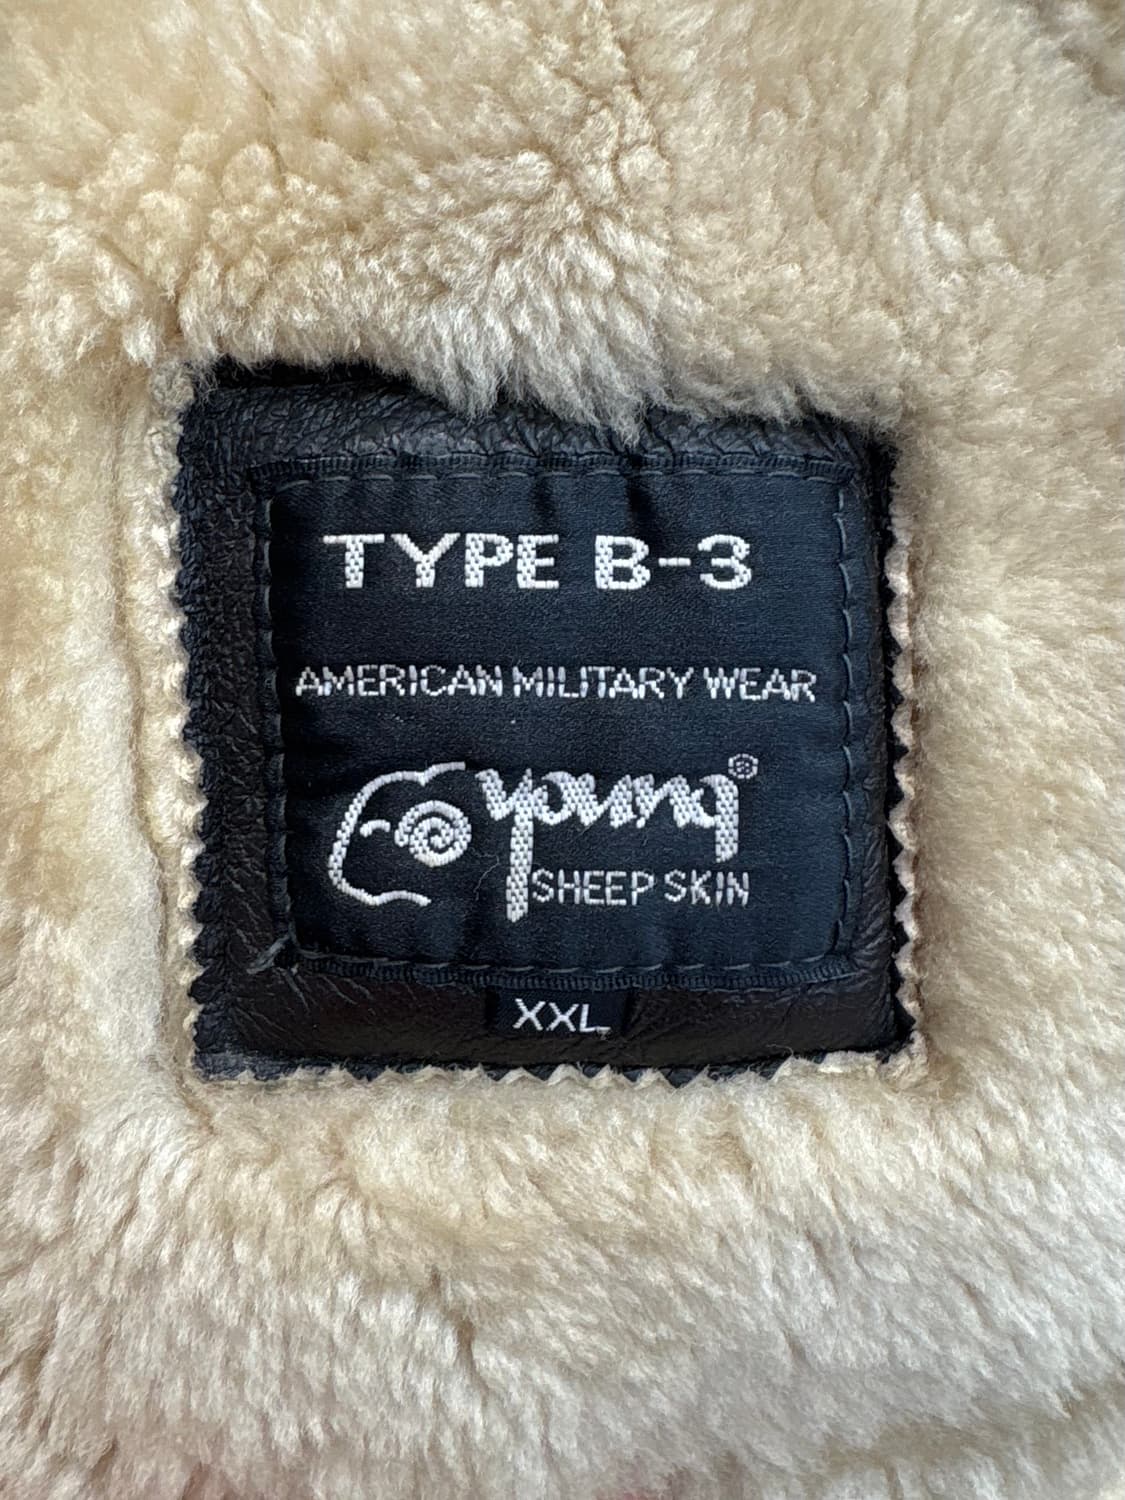 TYPE B-3
AMERICAN MILITARY WEAR
young®
SHEEP SKIN
XXL